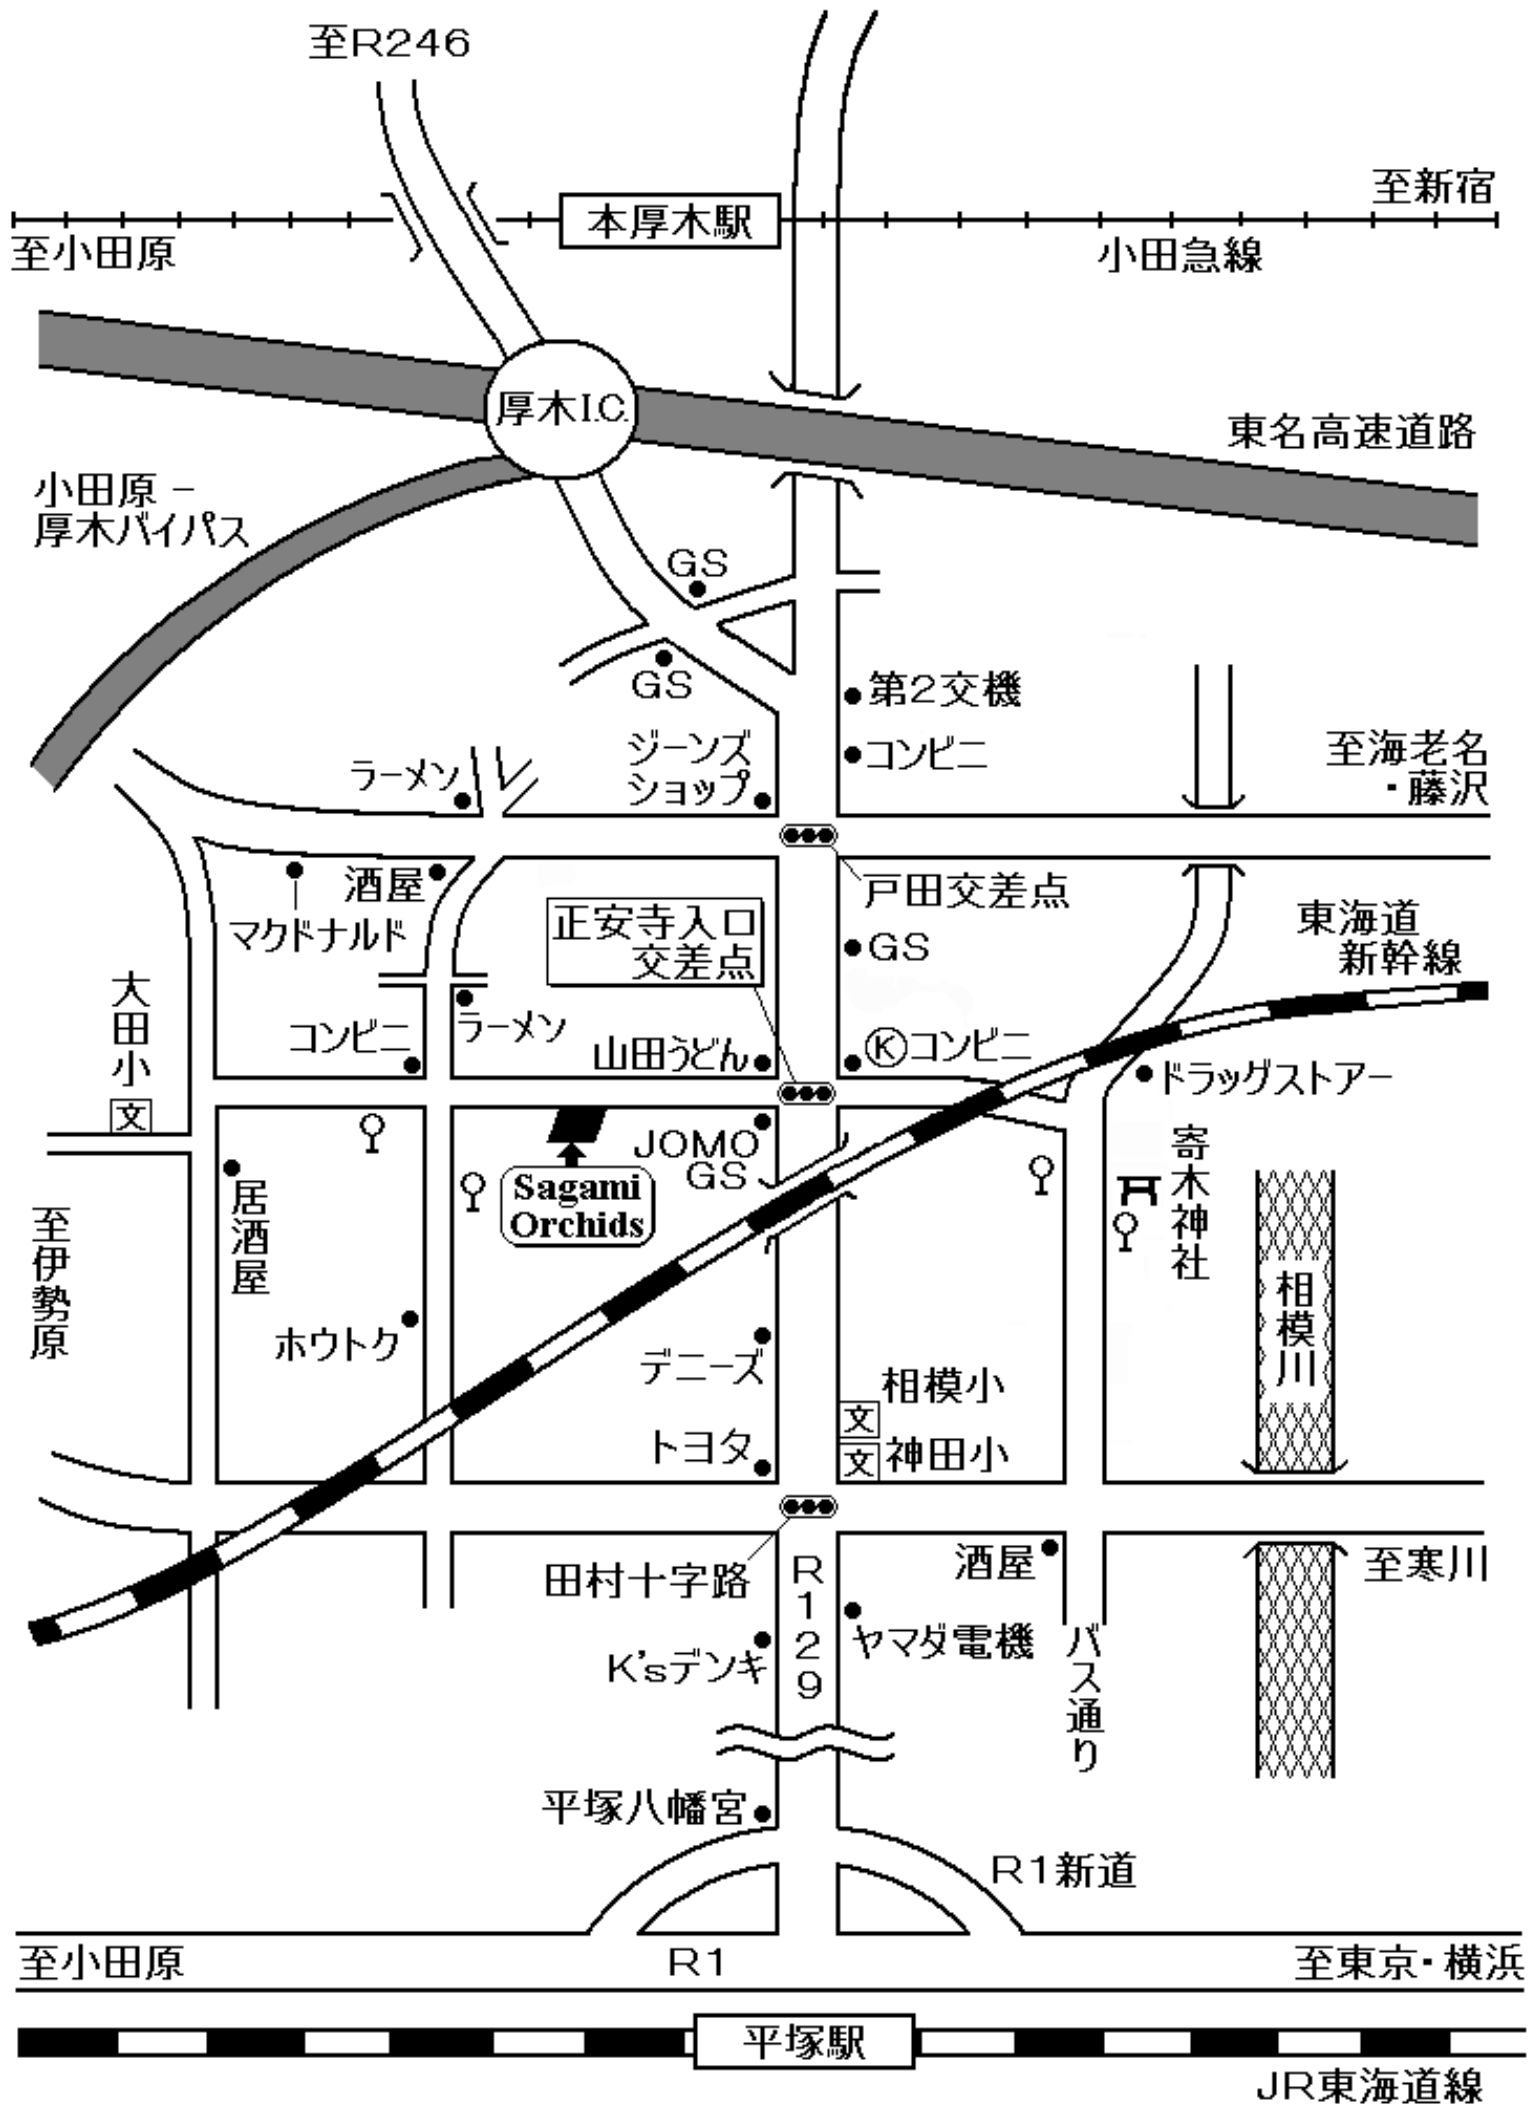 至R246
至新宿
本厚木駅
至小田原
小田急線
厚木I.C.
東名高速道路
小田原－
厚木バイパス
GS
GS
第2交機
ジーンズ
ショップ
コンビニ
至海老名
・藤沢
ラーメン
酒屋
マクドナルド
戸田交差点
正安寺入口
交差点
GS
東海道
新幹線
大田小
文
コンビニ
ラーメン
山田うどん
Ⓚコンビニ
ドラッグストアー
JOMO
GS
寄木神社
Sagami
Orchids
居酒屋
至伊勢原
相模川
ホウトク
デニーズ
相模小
文
トヨタ
文
神田小
田村十字路
R129
酒屋
至寒川
K'sデンキ
ヤマダ電機
バス通り
平塚八幡宮
R1新道
至小田原
R1
至東京・横浜
平塚駅
JR東海道線